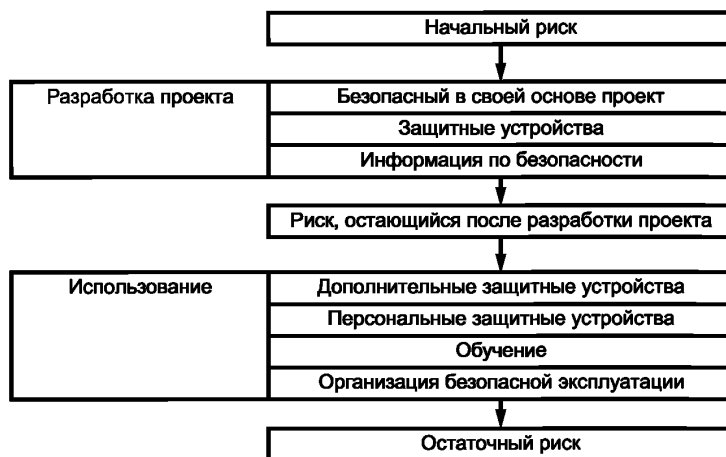 Начальный риск
Разработка проекта
Безопасный в своей основе проект
Защитные устройства
Информация по безопасности
Риск, остающийся после разработки проекта
Использование
Дополнительные защитные устройства
Персональные защитные устройства
Обучение
Организация безопасной эксплуатации
Остаточный риск